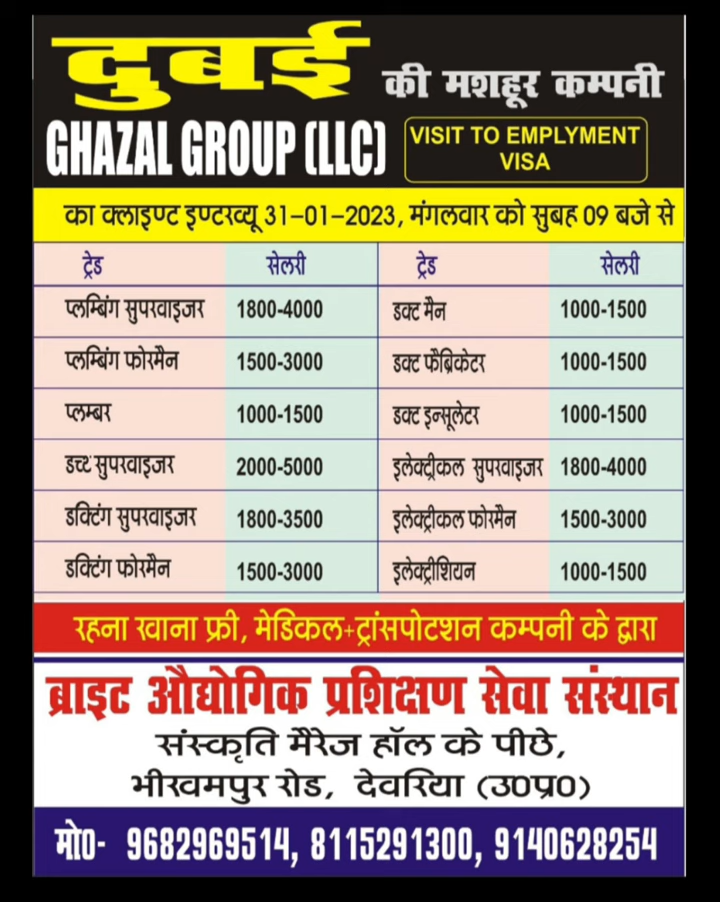 दुबई की मशहूर कम्पनी
GHAZAL GROUP (LLC)
VISIT TO EMPLYMENT
VISA
का क्लाइण्ट इण्टरव्यू 31-01-2023, मंगलवार को सुबह 09 बजे से
ट्रेड सेलरी ट्रेड सेलरी
प्लम्बिंग सुपरवाइजर 1800-4000 डक्ट मैन 1000-1500
प्लम्बिंग फोरमैन 1500-3000 डक्ट फैब्रिकेटर 1000-1500
प्लम्बर 1000-1500 डक्ट इन्सूलेटर 1000-1500
सुपरवाइजर 2000-5000 इलेक्ट्रीकल सुपरवाइजर 1800-4000
डक्टिंग सुपरवाइजर 1800-3500 इलेक्ट्रीकल फोरमैन 1500-3000
डक्टिंग फोरमैन 1500-3000 इलेक्ट्रीशियन 1000-1500
रहना खाना फ्री, मेडिकल+ट्रांसपोटशन कम्पनी के द्वारा
ब्राइट औद्योगिक प्रशिक्षण सेवा संस्थान
संस्कृति मैरेज हॉल के पीछे,
भीखमपुर रोड, देवरिया (उ0प्र0)
मो0- 9682969514, 8115291300, 9140628254